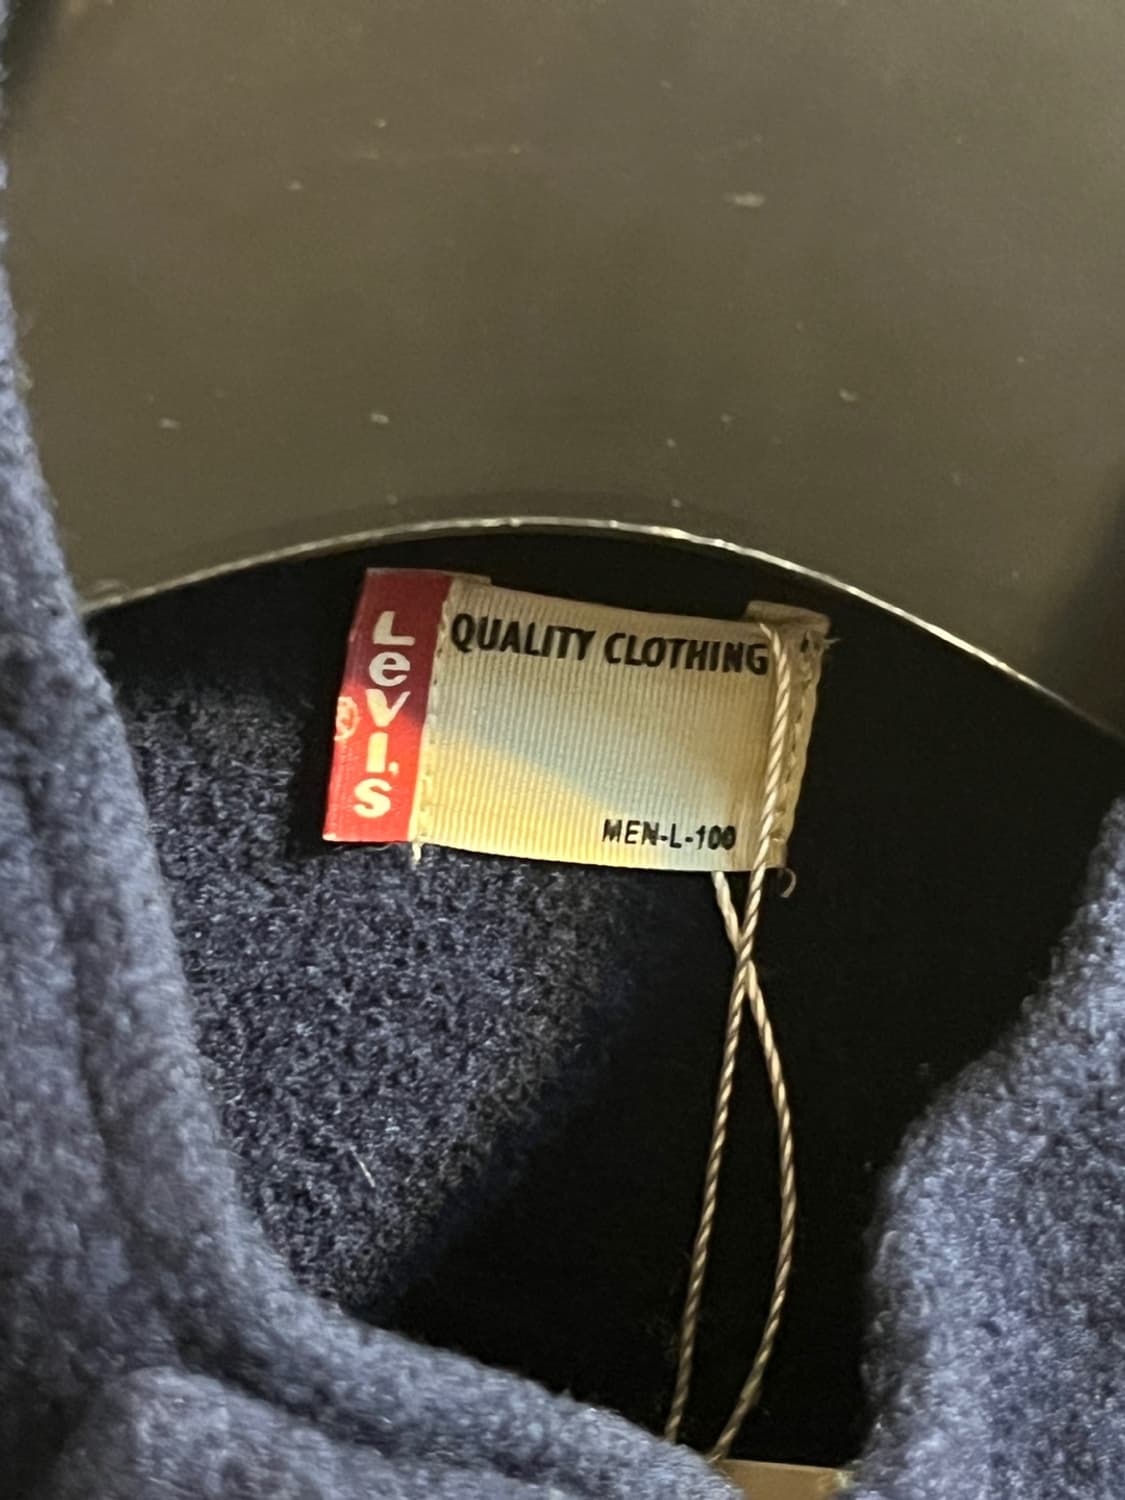 Levi's
®
QUALITY CLOTHING
MEN-L-100